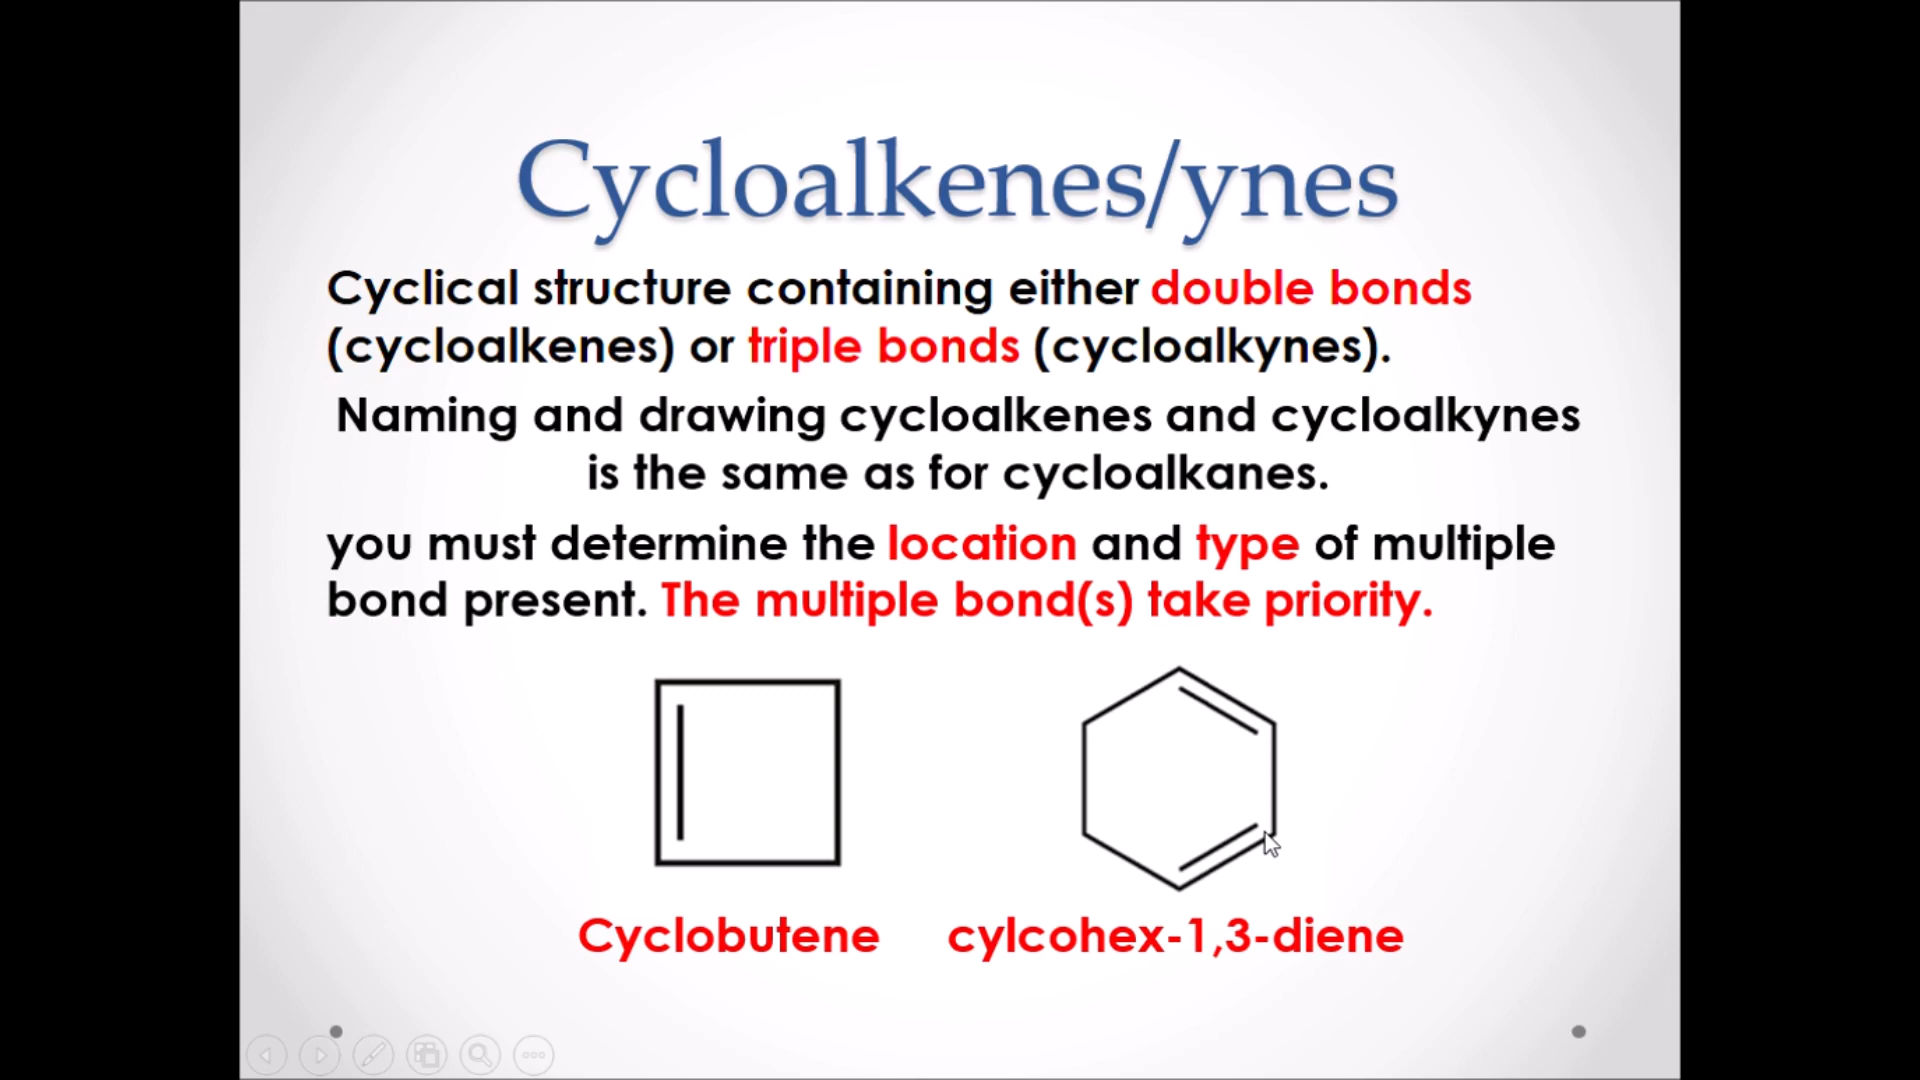 Cycloalkenes/ynes
Cyclical structure containing either double bonds
(cycloalkenes) or triple bonds (cycloalkynes).
Naming and drawing cycloalkenes and cycloalkynes
is the same as for cycloalkanes.
you must determine the location and type of multiple
bond present. The multiple bond(s) take priority.
Cyclobutene cylcohex-1,3-diene